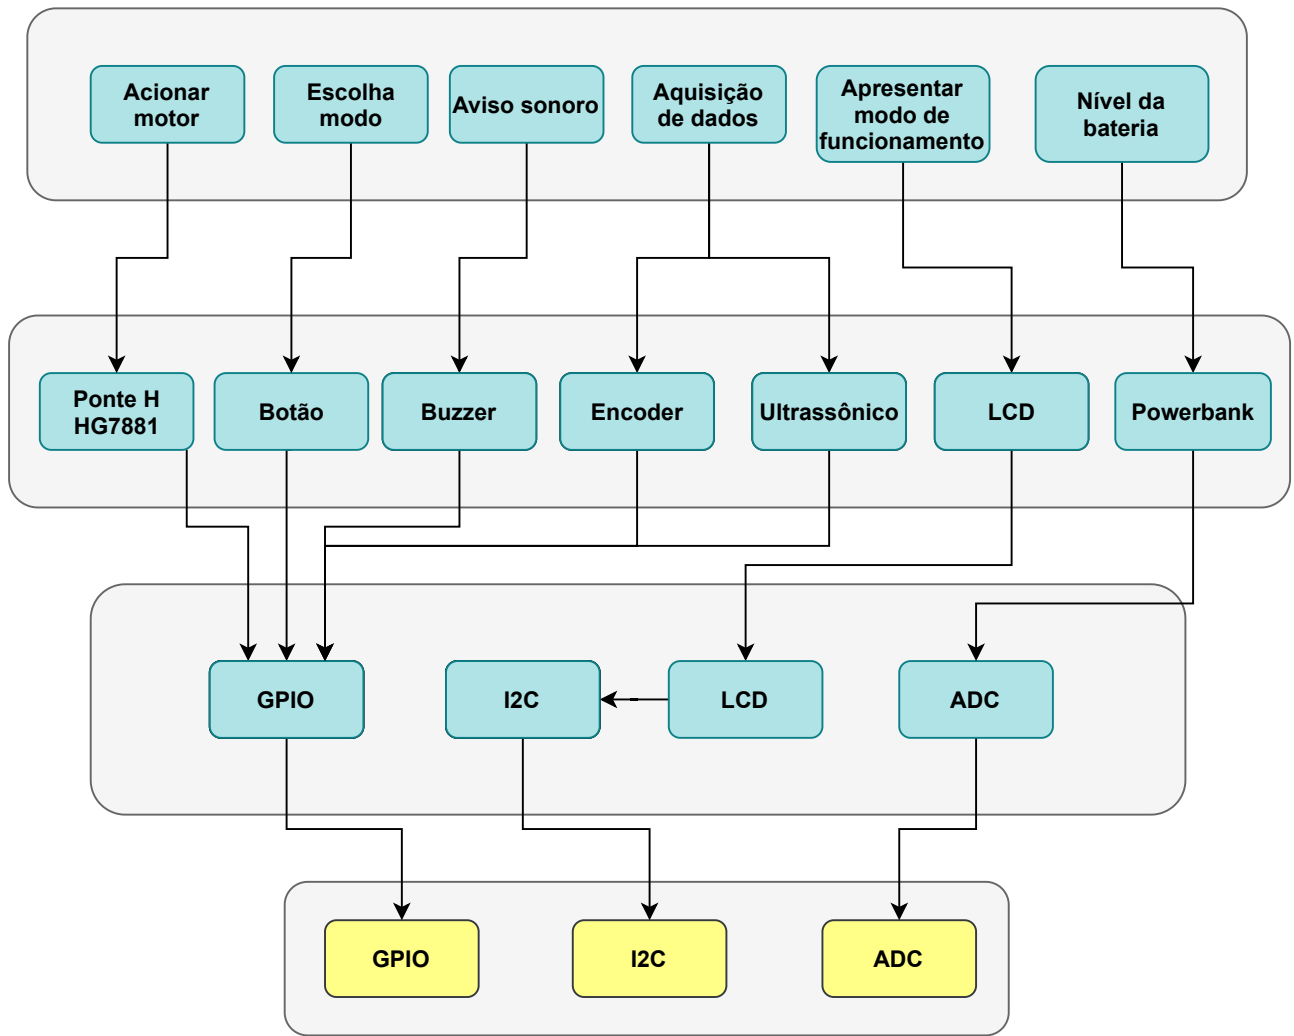 Acionar
motor
Escolha
modo
Aviso sonoro
Aquisição
de dados
Apresentar
modo de
funcionamento
Nível da
bateria
Ponte H
HG7881
Botão
Buzzer
Encoder
Ultrassônico
LCD
Powerbank
GPIO
I2C
LCD
ADC
GPIO
I2C
ADC